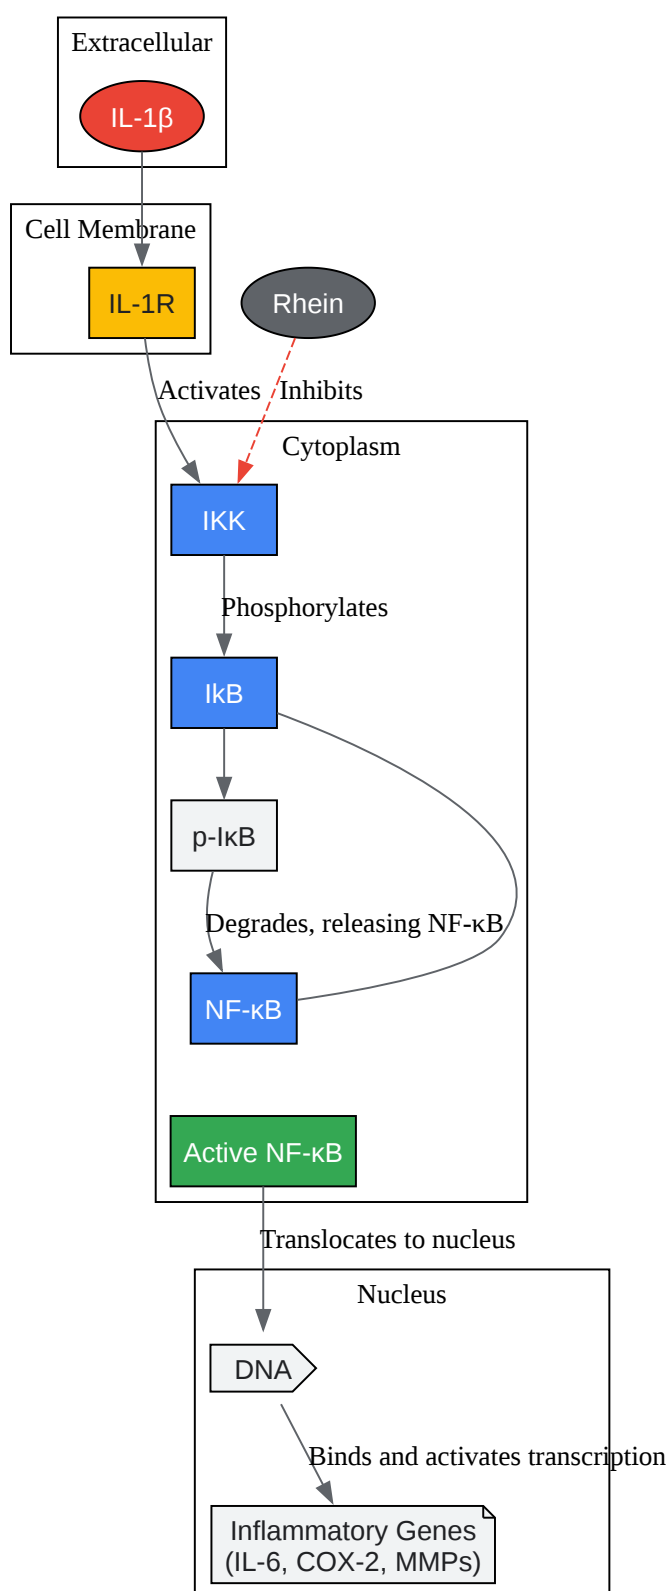 Extracellular
IL-1β
Cell Membrane
IL-1R
Rhein
Activates
Inhibits
Cytoplasm
IKK
Phosphorylates
IkB
p-IκB
Degrades, releasing NF-κB
NF-κB
Active NF-κB
Translocates to nucleus
Nucleus
DNA
Binds and activates transcription
Inflammatory Genes
(IL-6, COX-2, MMPs)